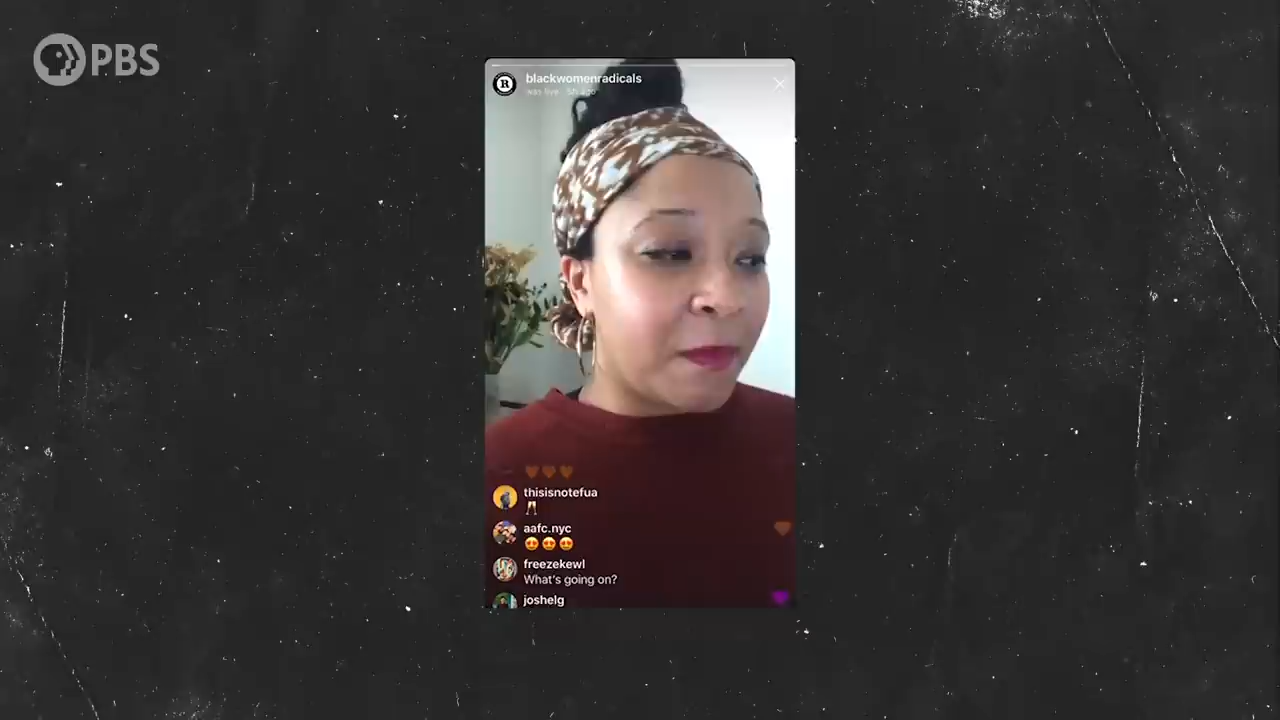 PBS
blackwomenradicals
was live · 5h ago
R
thisisnotefua
aafc.nyc
freezekewl
What's going on?
joshelg